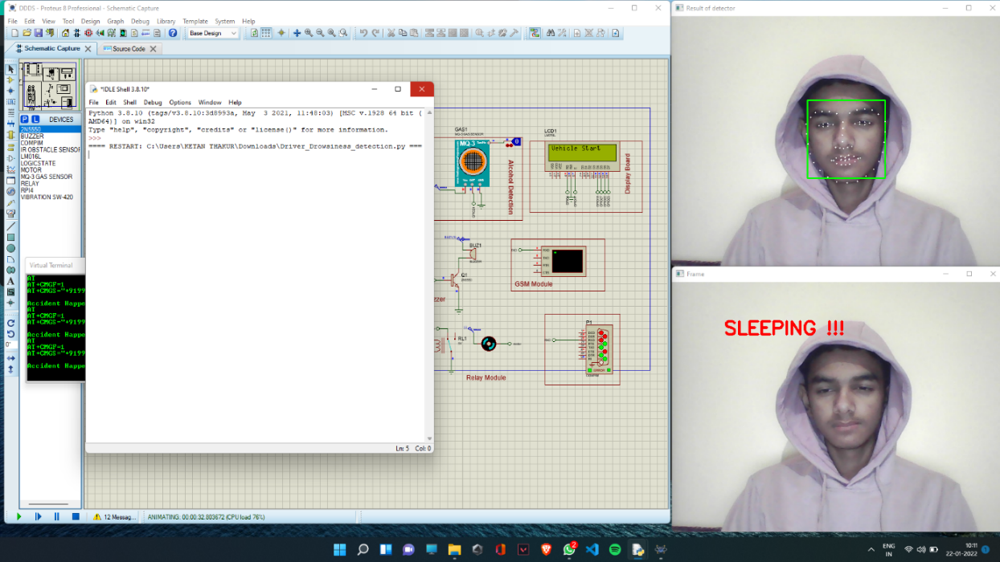 DDDS - Proteus 8 Professional - Schematic Capture
File Edit View Tool Design Graph Debug Library Template System Help
Base Design
Schematic Capture
Source Code
P L DEVICES
2N5550
BUZZER
COMPIM
IR OBSTACLE SENSOR
LM016L
LOGICSTATE
MOTOR
MQ-3 GAS SENSOR
RELAY
RPI4
VIBRATION SW-420
*IDLE Shell 3.8.10*
File Edit Shell Debug Options Window Help
Python 3.8.10 (tags/v3.8.10:3d8993a, May 3 2021, 11:48:03) [MSC v.1928 64 bit (
AMD64)] on win32
Type "help", "copyright", "credits" or "license()" for more information.
>>>
==== RESTART: C:\Users\KETAN THAKUR\Downloads\Driver_Drowsiness_detection.py ===
Ln: 5 Col: 0
Virtual Terminal
AT
AT+CMGF=1
AT+CMGS="+9199
Accident Happe
AT
AT+CMGF=1
AT+CMGS="+9199
Accident Happe
AT
AT+CMGF=1
AT+CMGS="+9199
Accident Happe
GAS1
MQ-3
0
Alcohol Detection
LCD1
Vehicle Start
Display Board
BUZ1
Q1
zzer
GSM Module
RL1
Relay Module
P1
0°
12 Messag...
ANIMATING: 00:00:32.803672 (CPU load 76%)
Result of detector
Frame
SLEEPING !!!
2
ENG
IN
10:11
22-01-2022
1